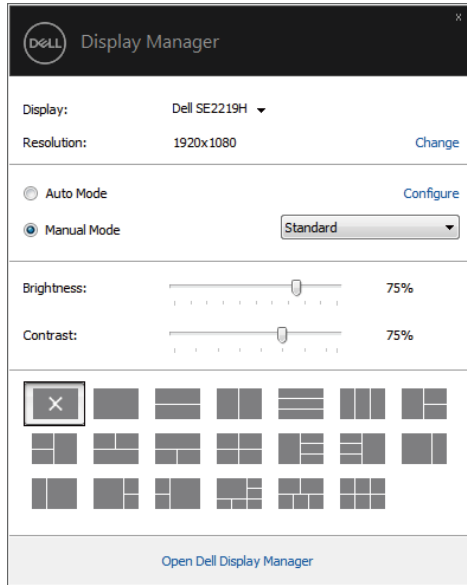 x
DELL Display Manager
Display: Dell SE2219H
Resolution: 1920x1080 Change
Auto Mode Configure
Manual Mode Standard
Brightness: 75%
Contrast: 75%
Open Dell Display Manager